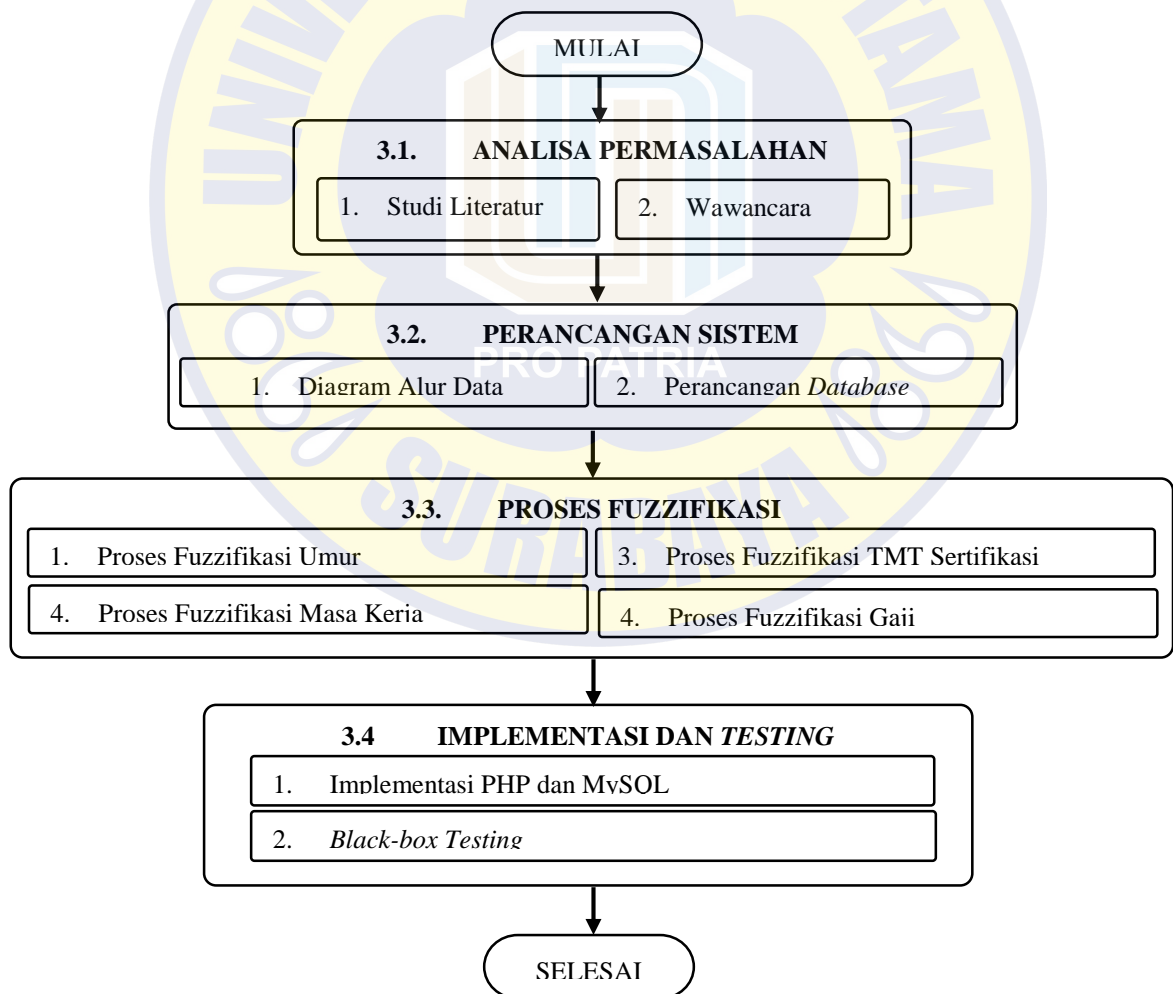 MULAI
3.1. ANALISA PERMASALAHAN
1. Studi Literatur
2. Wawancara
3.2. PERANCANGAN SISTEM
PRO PATRIA
1. Diagram Alur Data
2. Perancangan Database
3.3. PROSES FUZZIFIKASI
1. Proses Fuzzifikasi Umur
3. Proses Fuzzifikasi TMT Sertifikasi
4. Proses Fuzzifikasi Masa Kerja
4. Proses Fuzzifikasi Gaji
SURABAYA
3.4 IMPLEMENTASI DAN TESTING
1. Implementasi PHP dan MySQL
2. Black-box Testing
SELESAI